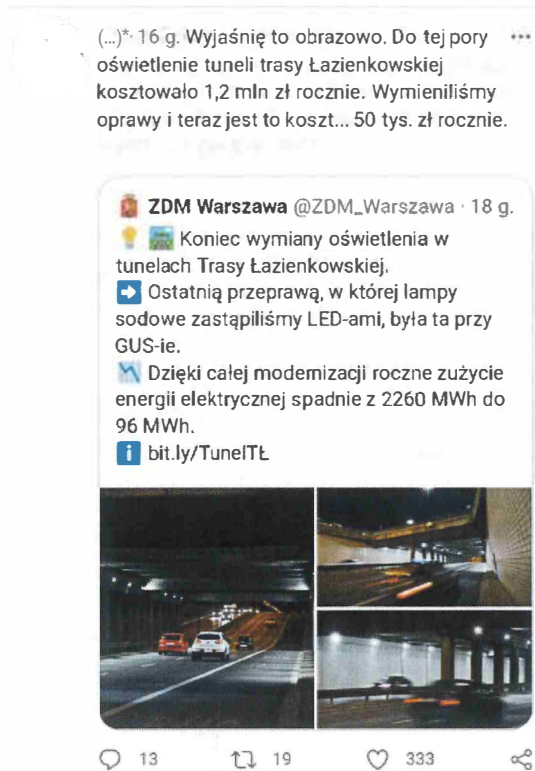 (...)*· 16 g. Wyjaśnię to obrazowo. Do tej pory
oświetlenie tuneli trasy Łazienkowskiej
kosztowało 1,2 mln zł rocznie. Wymieniliśmy
oprawy i teraz jest to koszt... 50 tys. zł rocznie.
ZDM Warszawa @ZDM_Warszawa · 18 g.
Koniec wymiany oświetlenia w
tunelach Trasy Łazienkowskiej.
Ostatnią przeprawą, w której lampy
sodowe zastąpiliśmy LED-ami, była ta przy
GUS-ie.
Dzięki całej modernizacji roczne zużycie
energii elektrycznej spadnie z 2260 MWh do
96 MWh.
bit.ly/TunelTŁ
13 19 333